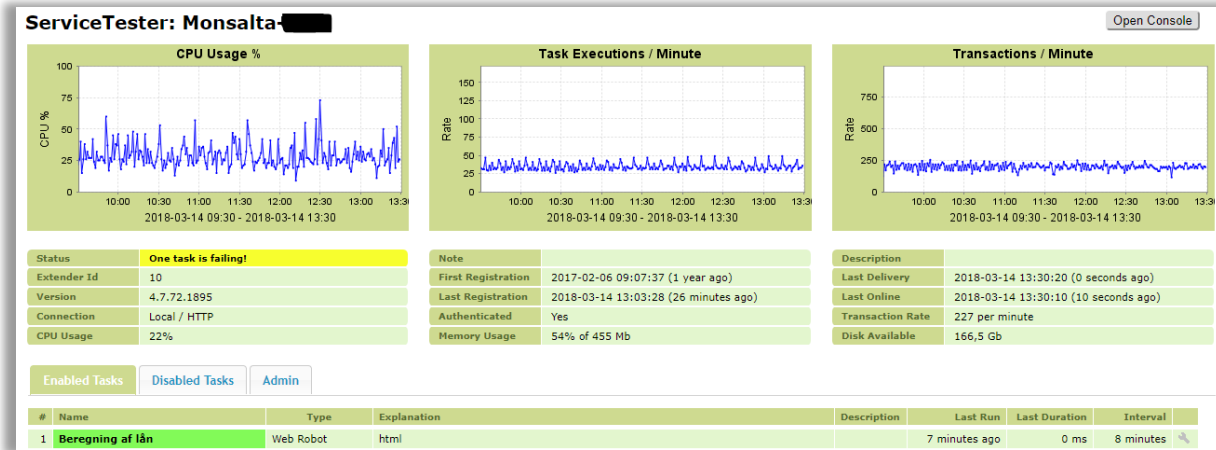 ServiceTester: Monsalta-
Open Console
CPU Usage %
100
75
50
25
0
CPU %
10:00 10:30 11:00 11:30 12:00 12:30 13:00 13:30
2018-03-14 09:30 - 2018-03-14 13:30
Task Executions / Minute
150
125
100
75
50
25
0
Rate
10:00 10:30 11:00 11:30 12:00 12:30 13:00 13:30
2018-03-14 09:30 - 2018-03-14 13:30
Transactions / Minute
750
500
250
0
Rate
10:00 10:30 11:00 11:30 12:00 12:30 13:00 13:30
2018-03-14 09:30 - 2018-03-14 13:30
Status One task is failing!
Extender Id 10
Version 4.7.72.1895
Connection Local / HTTP
CPU Usage 22%
Note
First Registration 2017-02-06 09:07:37 (1 year ago)
Last Registration 2018-03-14 13:03:28 (26 minutes ago)
Authenticated Yes
Memory Usage 54% of 455 Mb
Description
Last Delivery 2018-03-14 13:30:20 (0 seconds ago)
Last Online 2018-03-14 13:30:10 (10 seconds ago)
Transaction Rate 227 per minute
Disk Available 166,5 Gb
Enabled Tasks Disabled Tasks Admin
# Name Type Explanation Description Last Run Last Duration Interval
1 Beregning af lån Web Robot html 7 minutes ago 0 ms 8 minutes